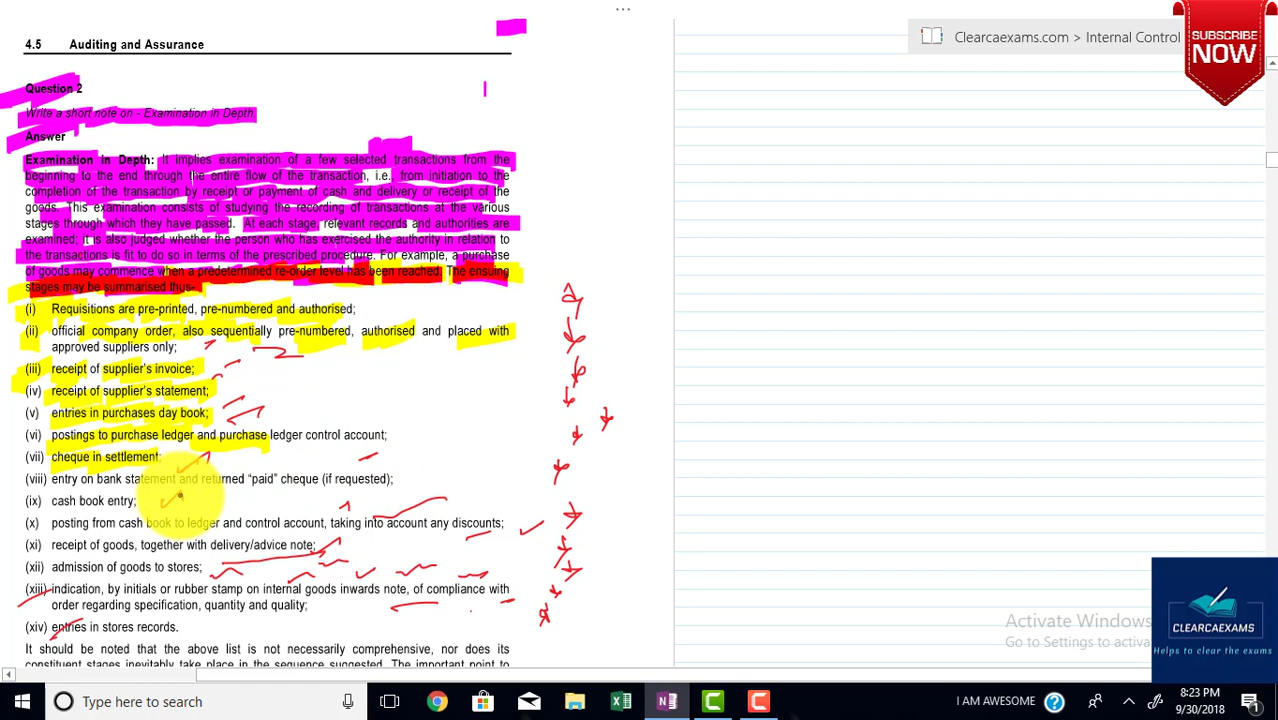 4.5 Auditing and Assurance
Clearcaexams.com > Internal Control
SUBSCRIBE
NOW
Question 2
Write a short note on - Examination in Depth
Answer
Examination in Depth: It implies examination of a few selected transactions from the
beginning to the end through the entire flow of the transaction, i.e., from initiation to the
completion of the transaction by receipt or payment of cash and delivery or receipt of the
goods. This examination consists of studying the recording of transactions at the various
stages through which they have passed. At each stage, relevant records and authorities are
examined; it is also judged whether the person who has exercised the authority in relation to
the transactions is fit to do so in terms of the prescribed procedure. For example, a purchase
of goods may commence when a predetermined re-order level has been reached. The ensuing
stages may be summarised thus-
(i) Requisitions are pre-printed, pre-numbered and authorised;
(ii) official company order, also sequentially pre-numbered, authorised and placed with
approved suppliers only;
(iii) receipt of supplier's invoice;
(iv) receipt of supplier's statement;
(v) entries in purchases day book;
(vi) postings to purchase ledger and purchase ledger control account;
(vii) cheque in settlement;
(viii) entry on bank statement and returned “paid” cheque (if requested);
(ix) cash book entry;
(x) posting from cash book to ledger and control account, taking into account any discounts;
(xi) receipt of goods, together with delivery/advice note;
(xii) admission of goods to stores;
(xiii) indication, by initials or rubber stamp on internal goods inwards note, of compliance with
order regarding specification, quantity and quality;
(xiv) entries in stores records.
It should be noted that the above list is not necessarily comprehensive, nor does its
constituent stages inevitably take place in the sequence suggested. The important point to
Activate Windows
Go to Settings to activa
CLEARCAEXAMS
Helps to clear the exams
Type here to search
I AM AWESOME
8:23 PM
9/30/2018